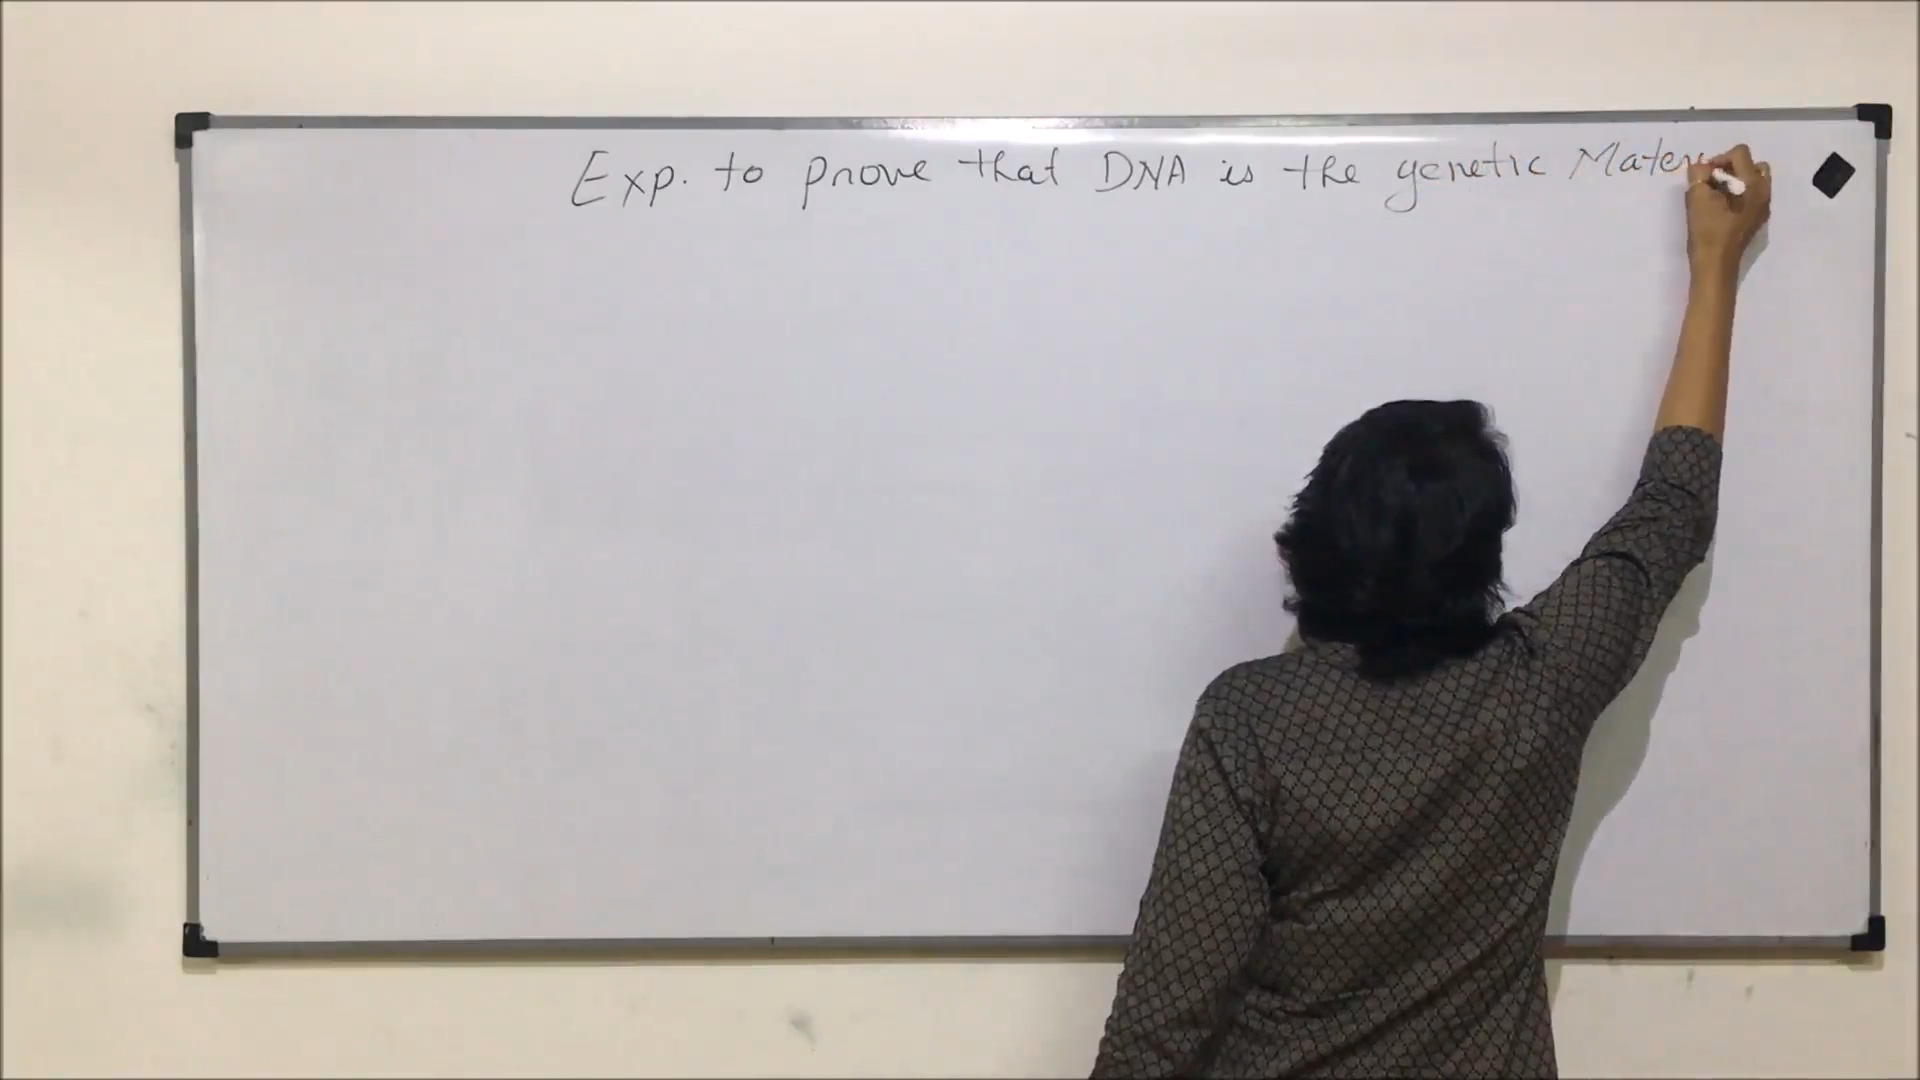 Exp. to prove that DNA is the genetic Mater